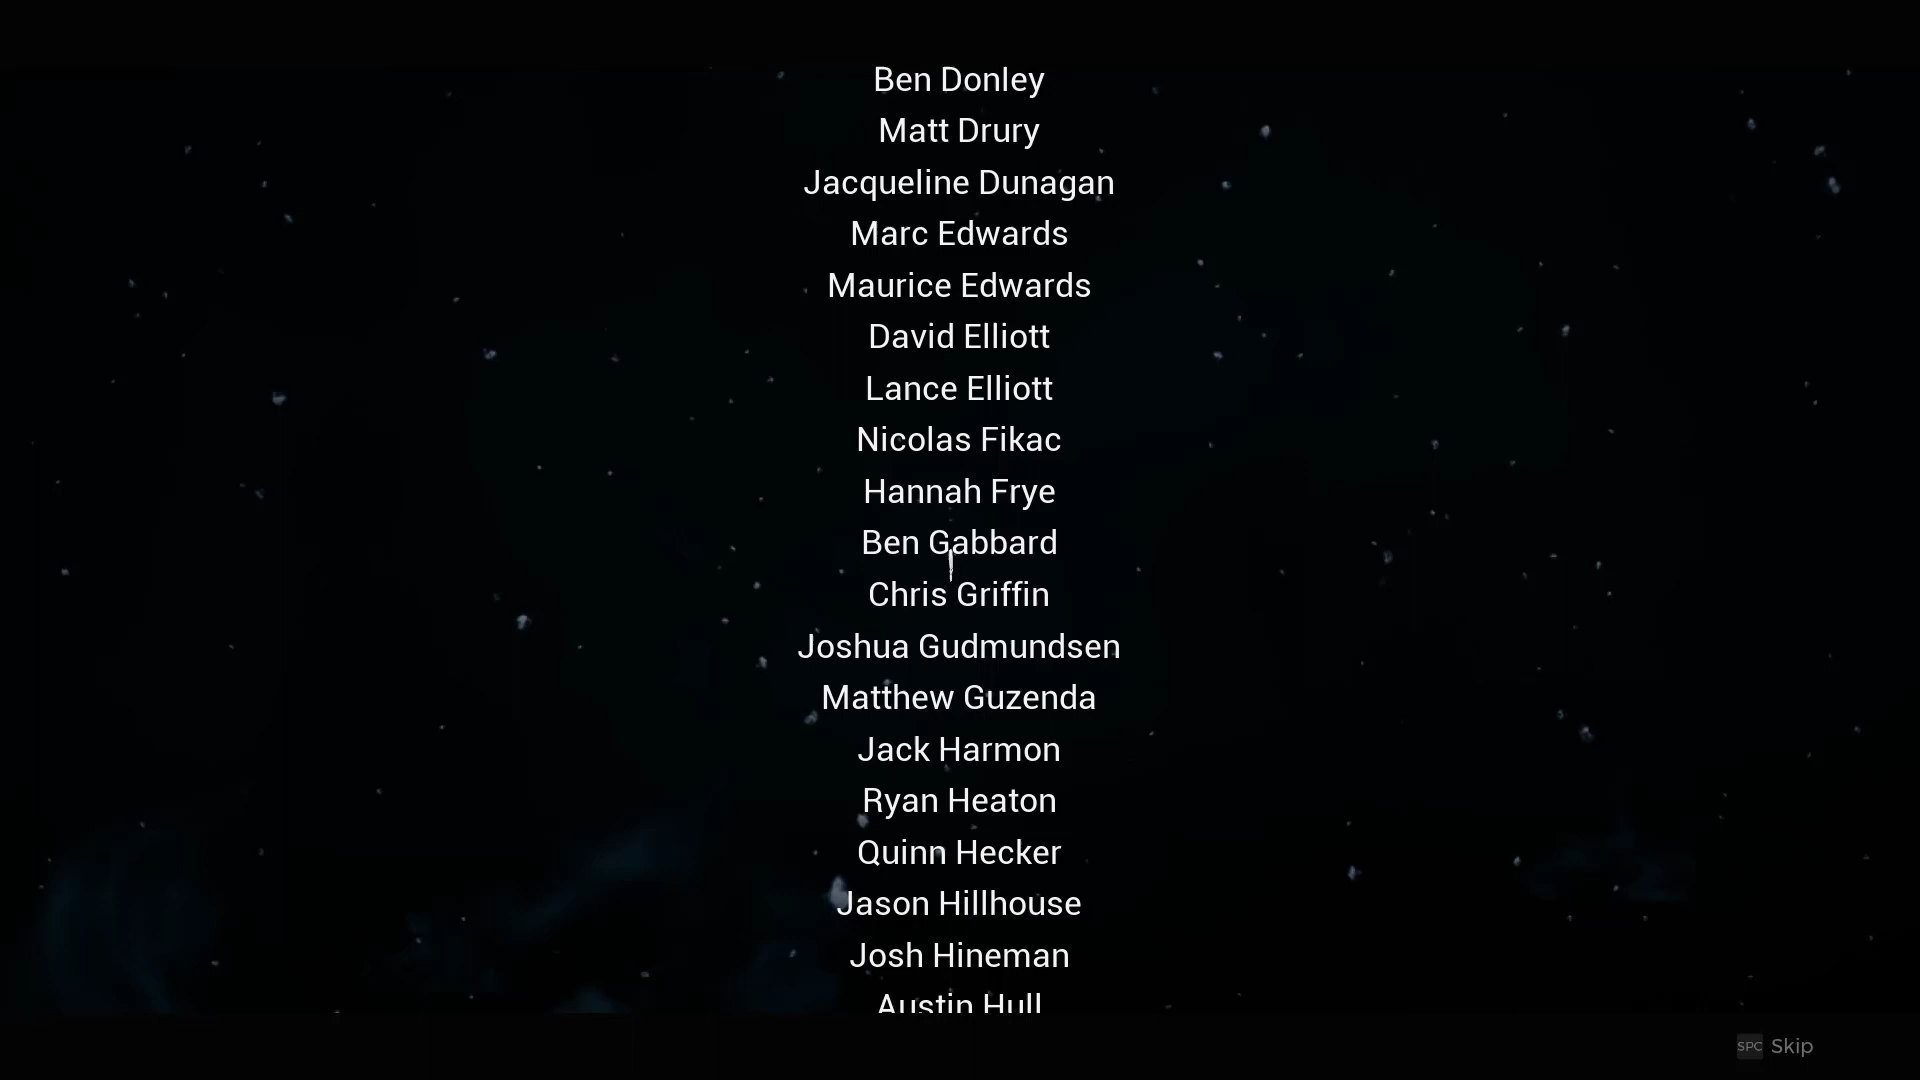 Ben Donley
Matt Drury
Jacqueline Dunagan
Marc Edwards
Maurice Edwards
David Elliott
Lance Elliott
Nicolas Fikac
Hannah Frye
Ben Gabbard
Chris Griffin
Joshua Gudmundsen
Matthew Guzenda
Jack Harmon
Ryan Heaton
Quinn Hecker
Jason Hillhouse
Josh Hineman
Austin Hull
SPC Skip